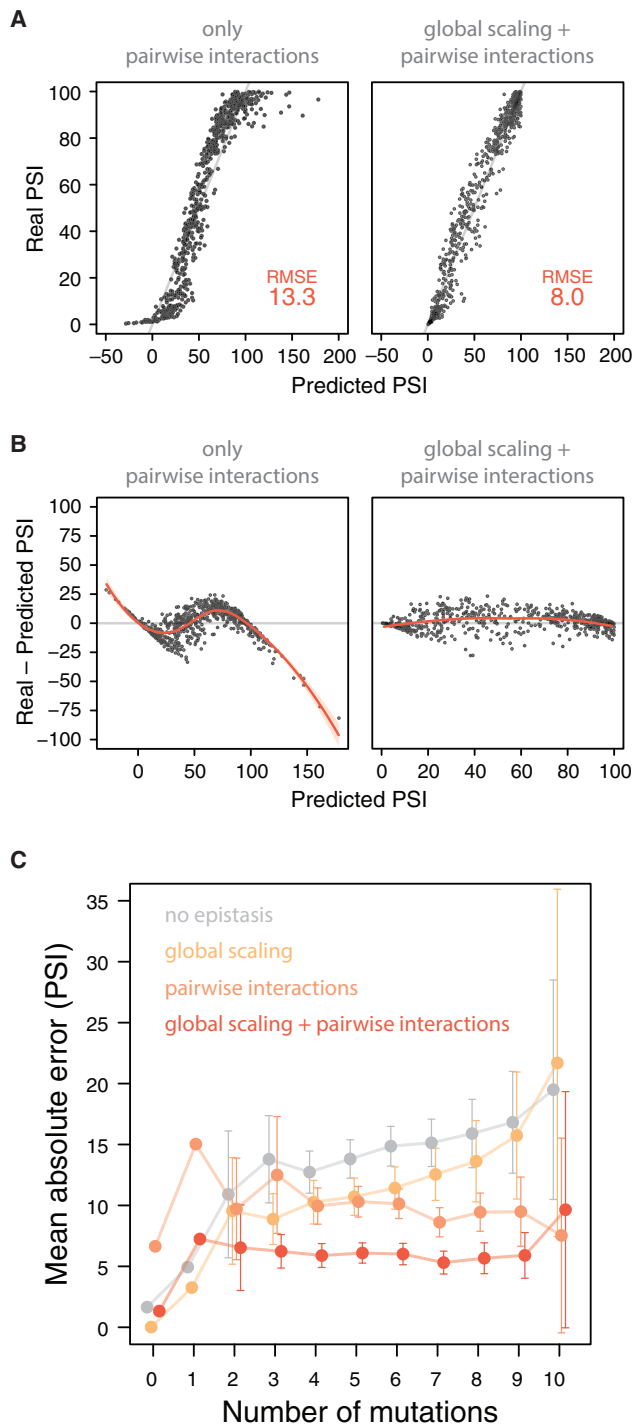 A
only
pairwise interactions
global scaling +
pairwise interactions
Real PSI
100
80
60
40
20
0
RMSE
13.3
RMSE
8.0
−50 0 50 100 150 200
−50 0 50 100 150 200
Predicted PSI
B
only
pairwise interactions
global scaling +
pairwise interactions
Real − Predicted PSI
100
75
50
25
0
−25
−50
−75
−100
0 50 100 150
0 20 40 60 80 100
Predicted PSI
C
Mean absolute error (PSI)
35
30
25
20
15
10
5
0
no epistasis
global scaling
pairwise interactions
global scaling + pairwise interactions
0 1 2 3 4 5 6 7 8 9 10
Number of mutations